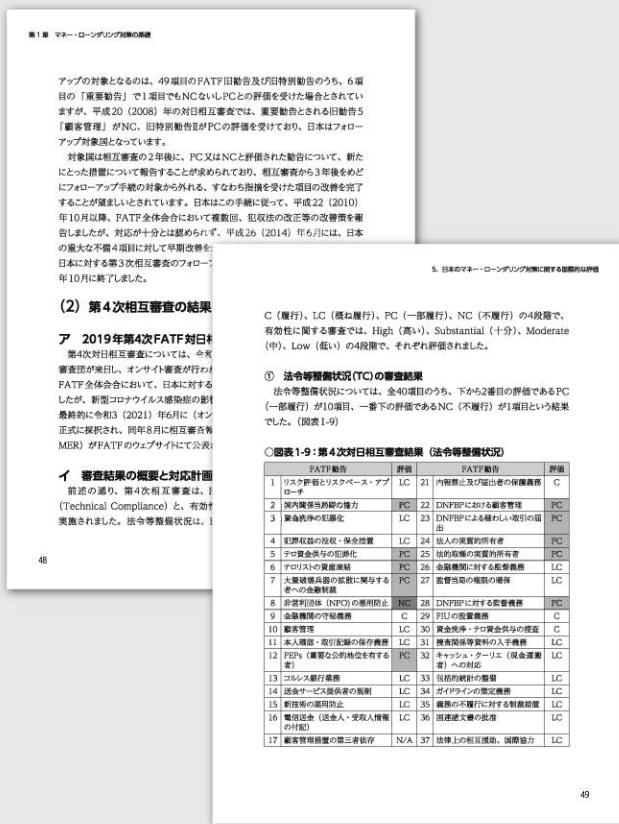 第1章 マネー・ローンダリング対策の基礎
アップの対象となるのは、49項目のFATF旧勧告及び旧特別勧告のうち、6項
目の「重要勧告」で1項目でもNCないしPCとの評価を受けた場合とされてい
ますが、平成20（2008）年の対日相互審査では、重要勧告とされる旧勧告5
「顧客管理」がNC、旧特別勧告ⅡがPCの評価を受けており、日本はフォロー
アップ対象国となっています。
対象国は相互審査の2年後に、PC又はNCと評価された勧告について、新た
にとった措置について報告することが求められており、相互審査から3年後をめど
にフォローアップ手続の対象から外れる、すなわち指摘を受けた項目の改善を完了
することが望ましいとされています。日本はこの手続に従って、平成22（2010）
年10月以降、FATF全体会合において複数回、犯収法の改正等の改善策を報
告しましたが、対応が十分とは認められず、平成26（2014）年6月には、日本
の重大な不備4項目に対して早期改善を
日本に対する第3次相互審査のフォロー
年10月に終了しました。
（2）第4次相互審査の結果
ア 2019年第4次FATF対日
第4次対日相互審査については、令和
審査団が来日し、オンサイト審査が行わ
FATF全体会合において、日本に対する
したが、新型コロナウイルス感染症の影
最終的に令和3（2021）年6月に（オン
正式に採択され、同年8月に相互審査報
MER）がFATFのウェブサイトにて公表
イ 審査結果の概要と対応計画
前述の通り、第4次相互審査は、
（Technical Compliance）と、有効
実施されました。法令等整備状況は、
48
5．日本のマネー・ローンダリング対策に関する国際的な評価
C（履行）、LC（概ね履行）、PC（一部履行）、NC（不履行）の4段階で、
有効性に関する審査では、High（高い）、Substantial（十分）、Moderate
（中）、Low（低い）の4段階で、それぞれ評価されました。
① 法令等整備状況（TC）の審査結果
法令等整備状況については、全40項目のうち、下から2番目の評価であるPC
（一部履行）が10項目、一番下の評価であるNC（不履行）が1項目という結果
でした。（図表1-9）
○図表1-9：第4次対日相互審査結果（法令等整備状況）
FATF勧告 評価 FATF勧告 評価
1 リスク評価とリスクベース・アプローチ LC 21 内報禁止及び届出者の保護義務 C
2 国内関係当局間の協力 PC 22 DNFBPにおける顧客管理 PC
3 資金洗浄の犯罪化 LC 23 DNFBPによる疑わしい取引の届出 PC
4 犯罪収益の没収・保全措置 LC 24 法人の実質的所有者 PC
5 テロ資金供与の犯罪化 PC 25 法的取極の実質的所有者 PC
6 テロリストの資産凍結 PC 26 金融機関に対する監督義務 LC
7 大量破壊兵器の拡散に関与する者への金融制裁 PC 27 監督当局の権限の確保 LC
8 非営利団体（NPO）の悪用防止 NC 28 DNFBPに対する監督義務 PC
9 金融機関の守秘義務 C 29 FIUの設置義務 C
10 顧客管理 LC 30 資金洗浄・テロ資金供与の捜査 C
11 本人確認・取引記録の保存義務 LC 31 捜査関係等資料の入手義務 LC
12 PEPs（重要な公的地位を有する者） PC 32 キャッシュ・クーリエ（現金運搬者）への対応 LC
13 コルレス銀行業務 LC 33 包括的統計の整備 LC
14 送金サービス提供者の規制 LC 34 ガイドラインの策定義務 LC
15 新技術の悪用防止 LC 35 義務の不履行に対する制裁措置 LC
16 電信送金（送金人・受取人情報の付記） LC 36 国連諸文書の批准 LC
17 顧客管理措置の第三者依存 N/A 37 法律上の相互援助、国際協力 LC
49